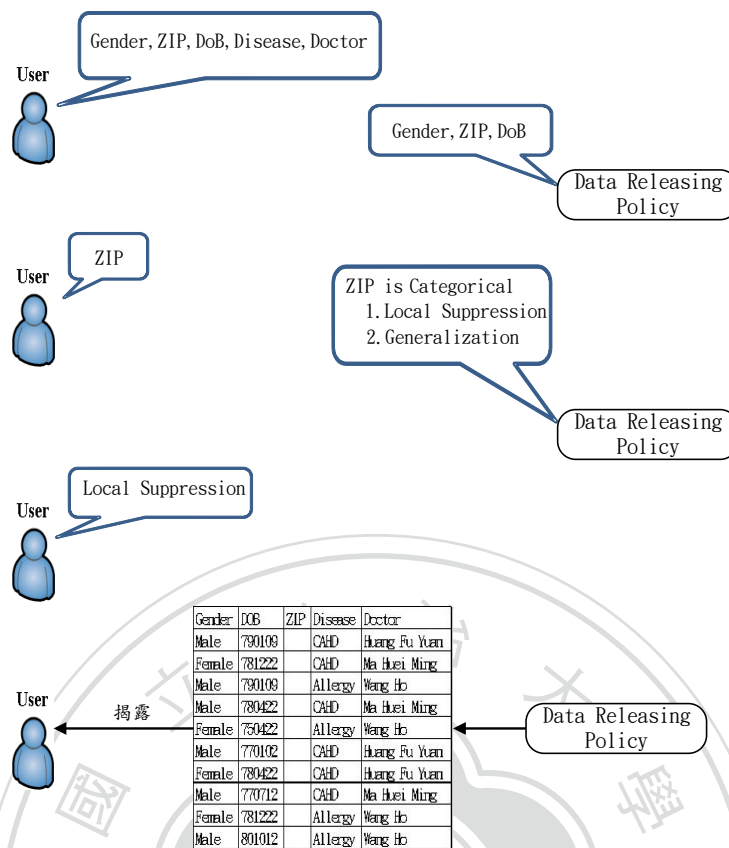 Gender,ZIP,DoB,Disease,Doctor
User
Gender,ZIP,DoB
Data Releasing
Policy
ZIP
User
ZIP is Categorical
1.Local Suppression
2.Generalization
Data Releasing
Policy
Local Suppression
User
Gender DOB ZIP Disease Doctor
Male 790109 CAHD Huang Fu Yuan
Female 781222 CAHD Ma Huei Ming
Male 790109 Allergy Wang Ho
Male 780422 CAHD Ma Huei Ming
Female 750422 Allergy Wang Ho
Male 770102 CAHD Huang Fu Yuan
Female 780422 CAHD Huang Fu Yuan
Male 770712 CAHD Ma Huei Ming
Female 781222 Allergy Wang Ho
Male 801012 Allergy Wang Ho
User
揭露
Data Releasing
Policy
國立 治大學